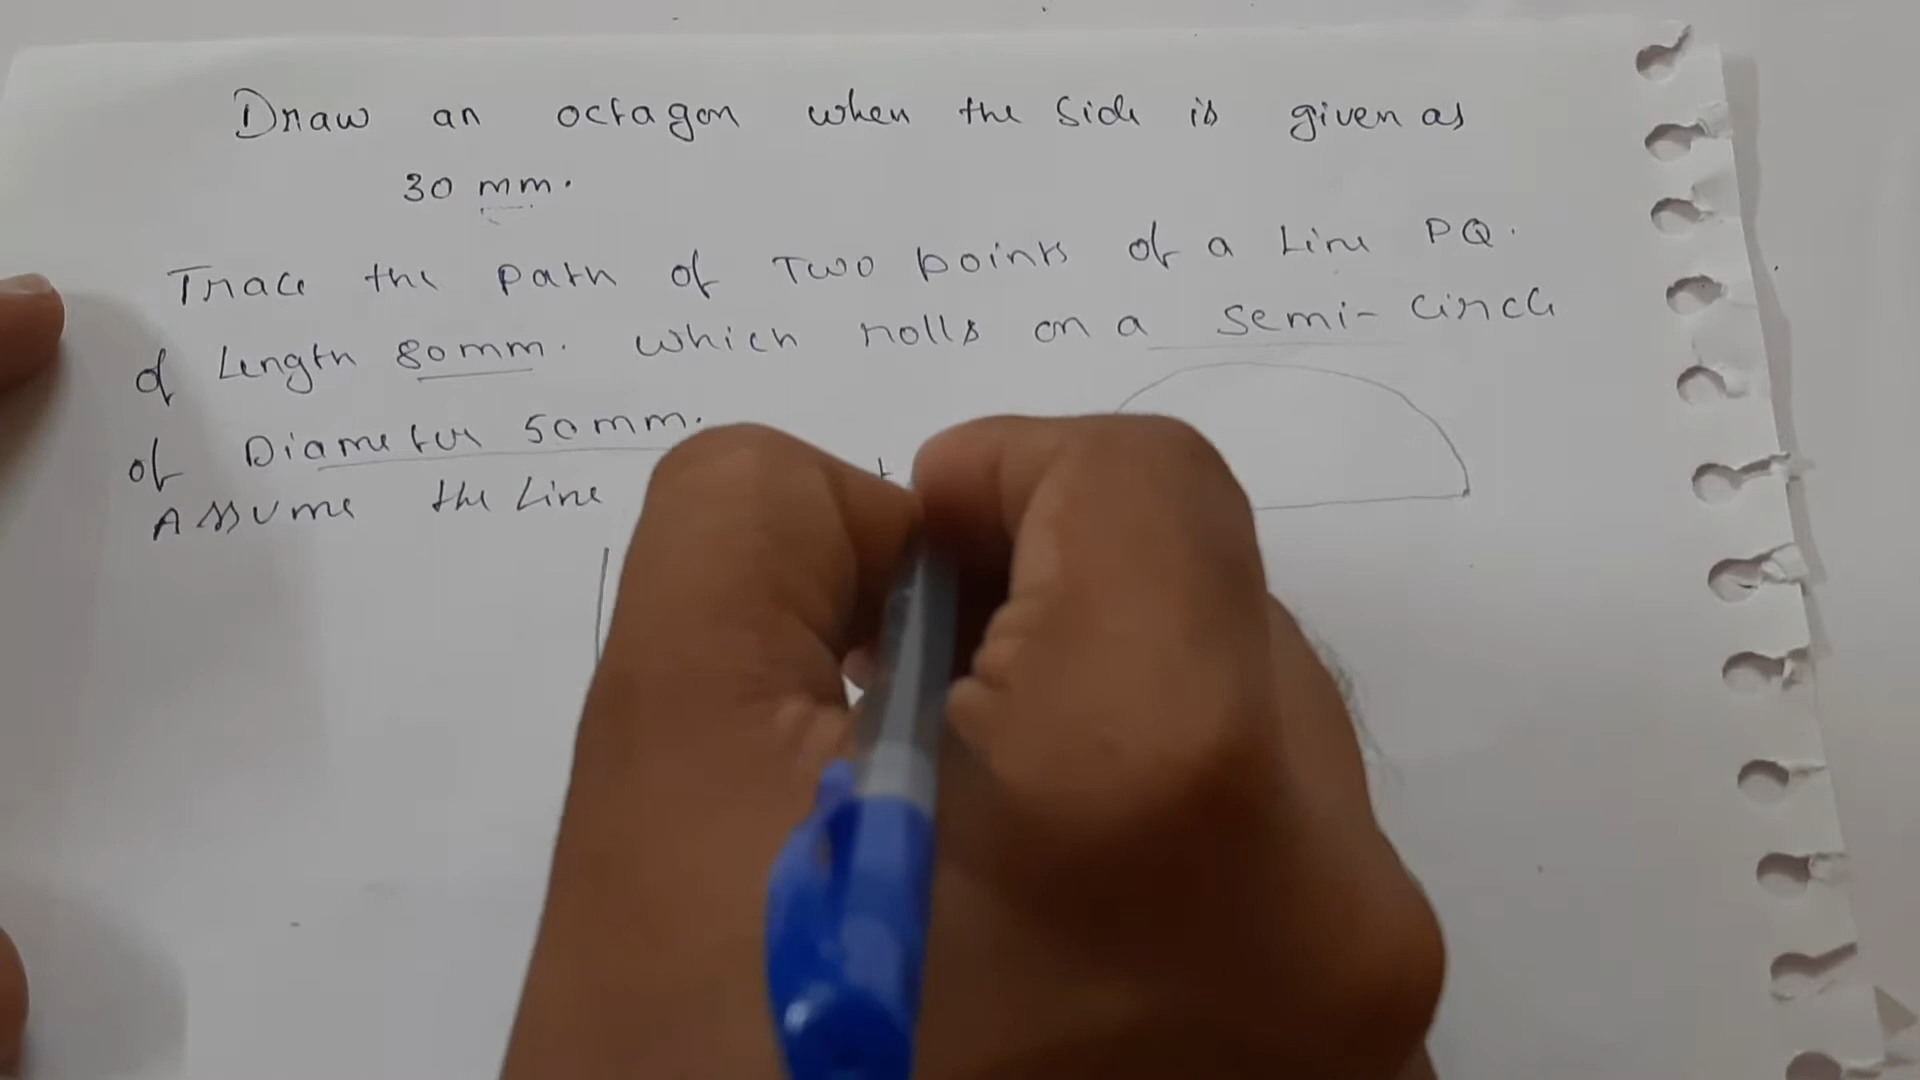 Draw an octagon when the side is given as
30 mm.
Trace the path of Two points of a Line PQ.
of Length 80mm. which rolls on a semi-circle
of Diameter 50mm.
Assume the Line